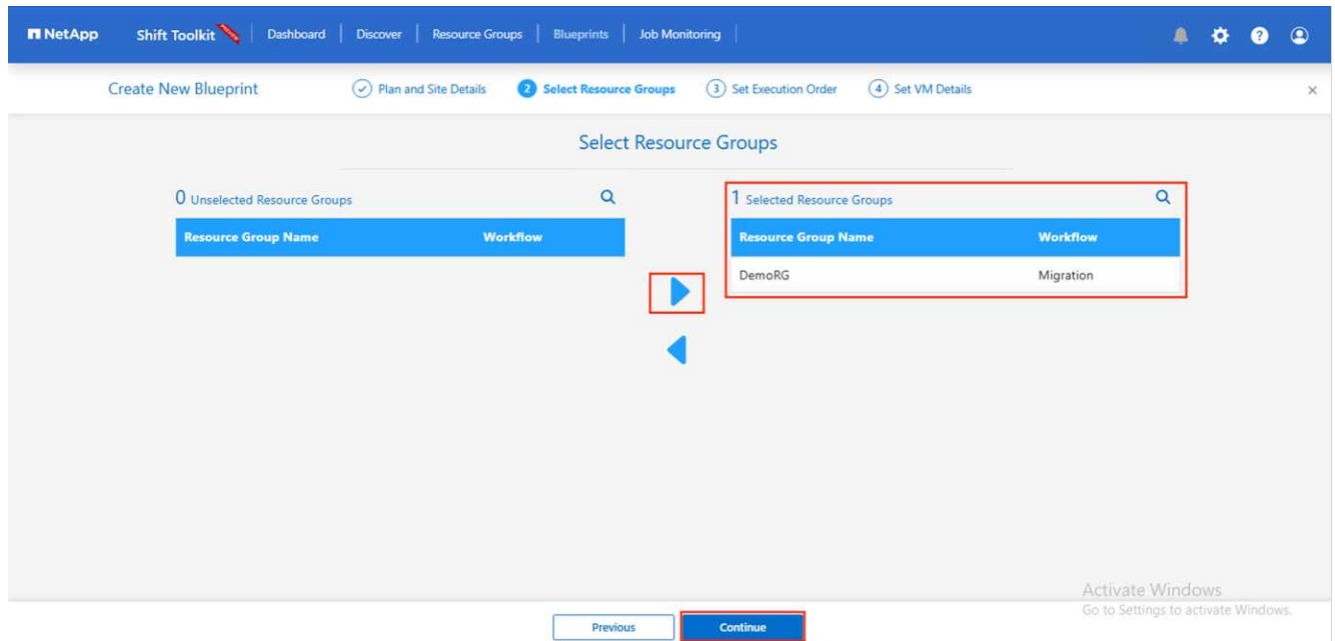 NetApp Shift Toolkit Dashboard Discover Resource Groups Blueprints Job Monitoring
Create New Blueprint Plan and Site Details 2 Select Resource Groups 3 Set Execution Order 4 Set VM Details
Select Resource Groups
0 Unselected Resource Groups
Resource Group Name Workflow
1 Selected Resource Groups
Resource Group Name Workflow
DemoRG Migration
Activate Windows
Go to Settings to activate Windows.
Previous Continue